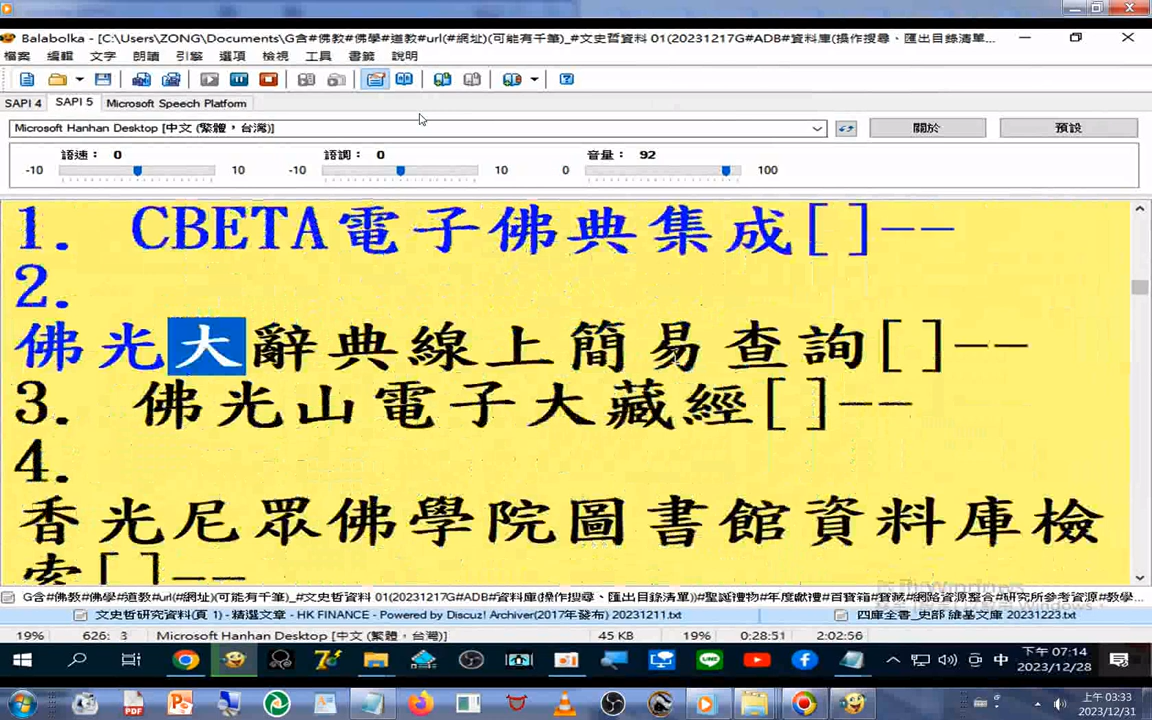 Balabolka - [C:\Users\ZONG\Documents\G含#佛教#佛學#道教#url(#網址)(可能有千筆)_#文史哲資料 01(20231217G#ADB#資料庫(操作搜尋、匯出目錄清單...
檔案 編輯 文字 朗讀 引擎 選項 檢視 工具 書籤 說明
SAPI 4 SAPI 5 Microsoft Speech Platform
Microsoft Hanhan Desktop [中文 (繁體，台灣)] 關於 預設
語速： 0 語調： 0 音量： 92
-10 10 -10 10 0 100
1. CBETA電子佛典集成[]--
2.
佛光大辭典線上簡易查詢[]--
3. 佛光山電子大藏經[]--
4.
香光尼眾佛學院圖書館資料庫檢
索[]--
G含#佛教#佛學#道教#url(#網址)(可能有千筆)_#文史哲資料 01(20231217G#ADB#資料庫(操作搜尋、匯出目錄清單))#聖誕禮物#年度獻禮#百寶箱#寶藏#網路資源整合#研究所參考資源#教學...
文史哲研究資料(頁 1) - 精選文章 - HK FINANCE - Powered by Discuz! Archiver(2017年發布) 20231211.txt 四庫全書_史部 維基文庫 20231223.txt
19% 626: 3 Microsoft Hanhan Desktop [中文 (繁體，台灣)] 45 KB 19% 0:28:51 2:02:56
中 下午 07:14
2023/12/28
上午 03:33
2023/12/31